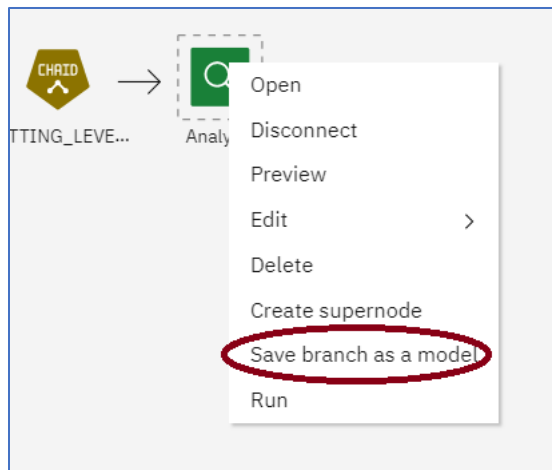 CHAID
TTING_LEVE...
Analy
Open
Disconnect
Preview
Edit
Delete
Create supernode
Save branch as a model
Run